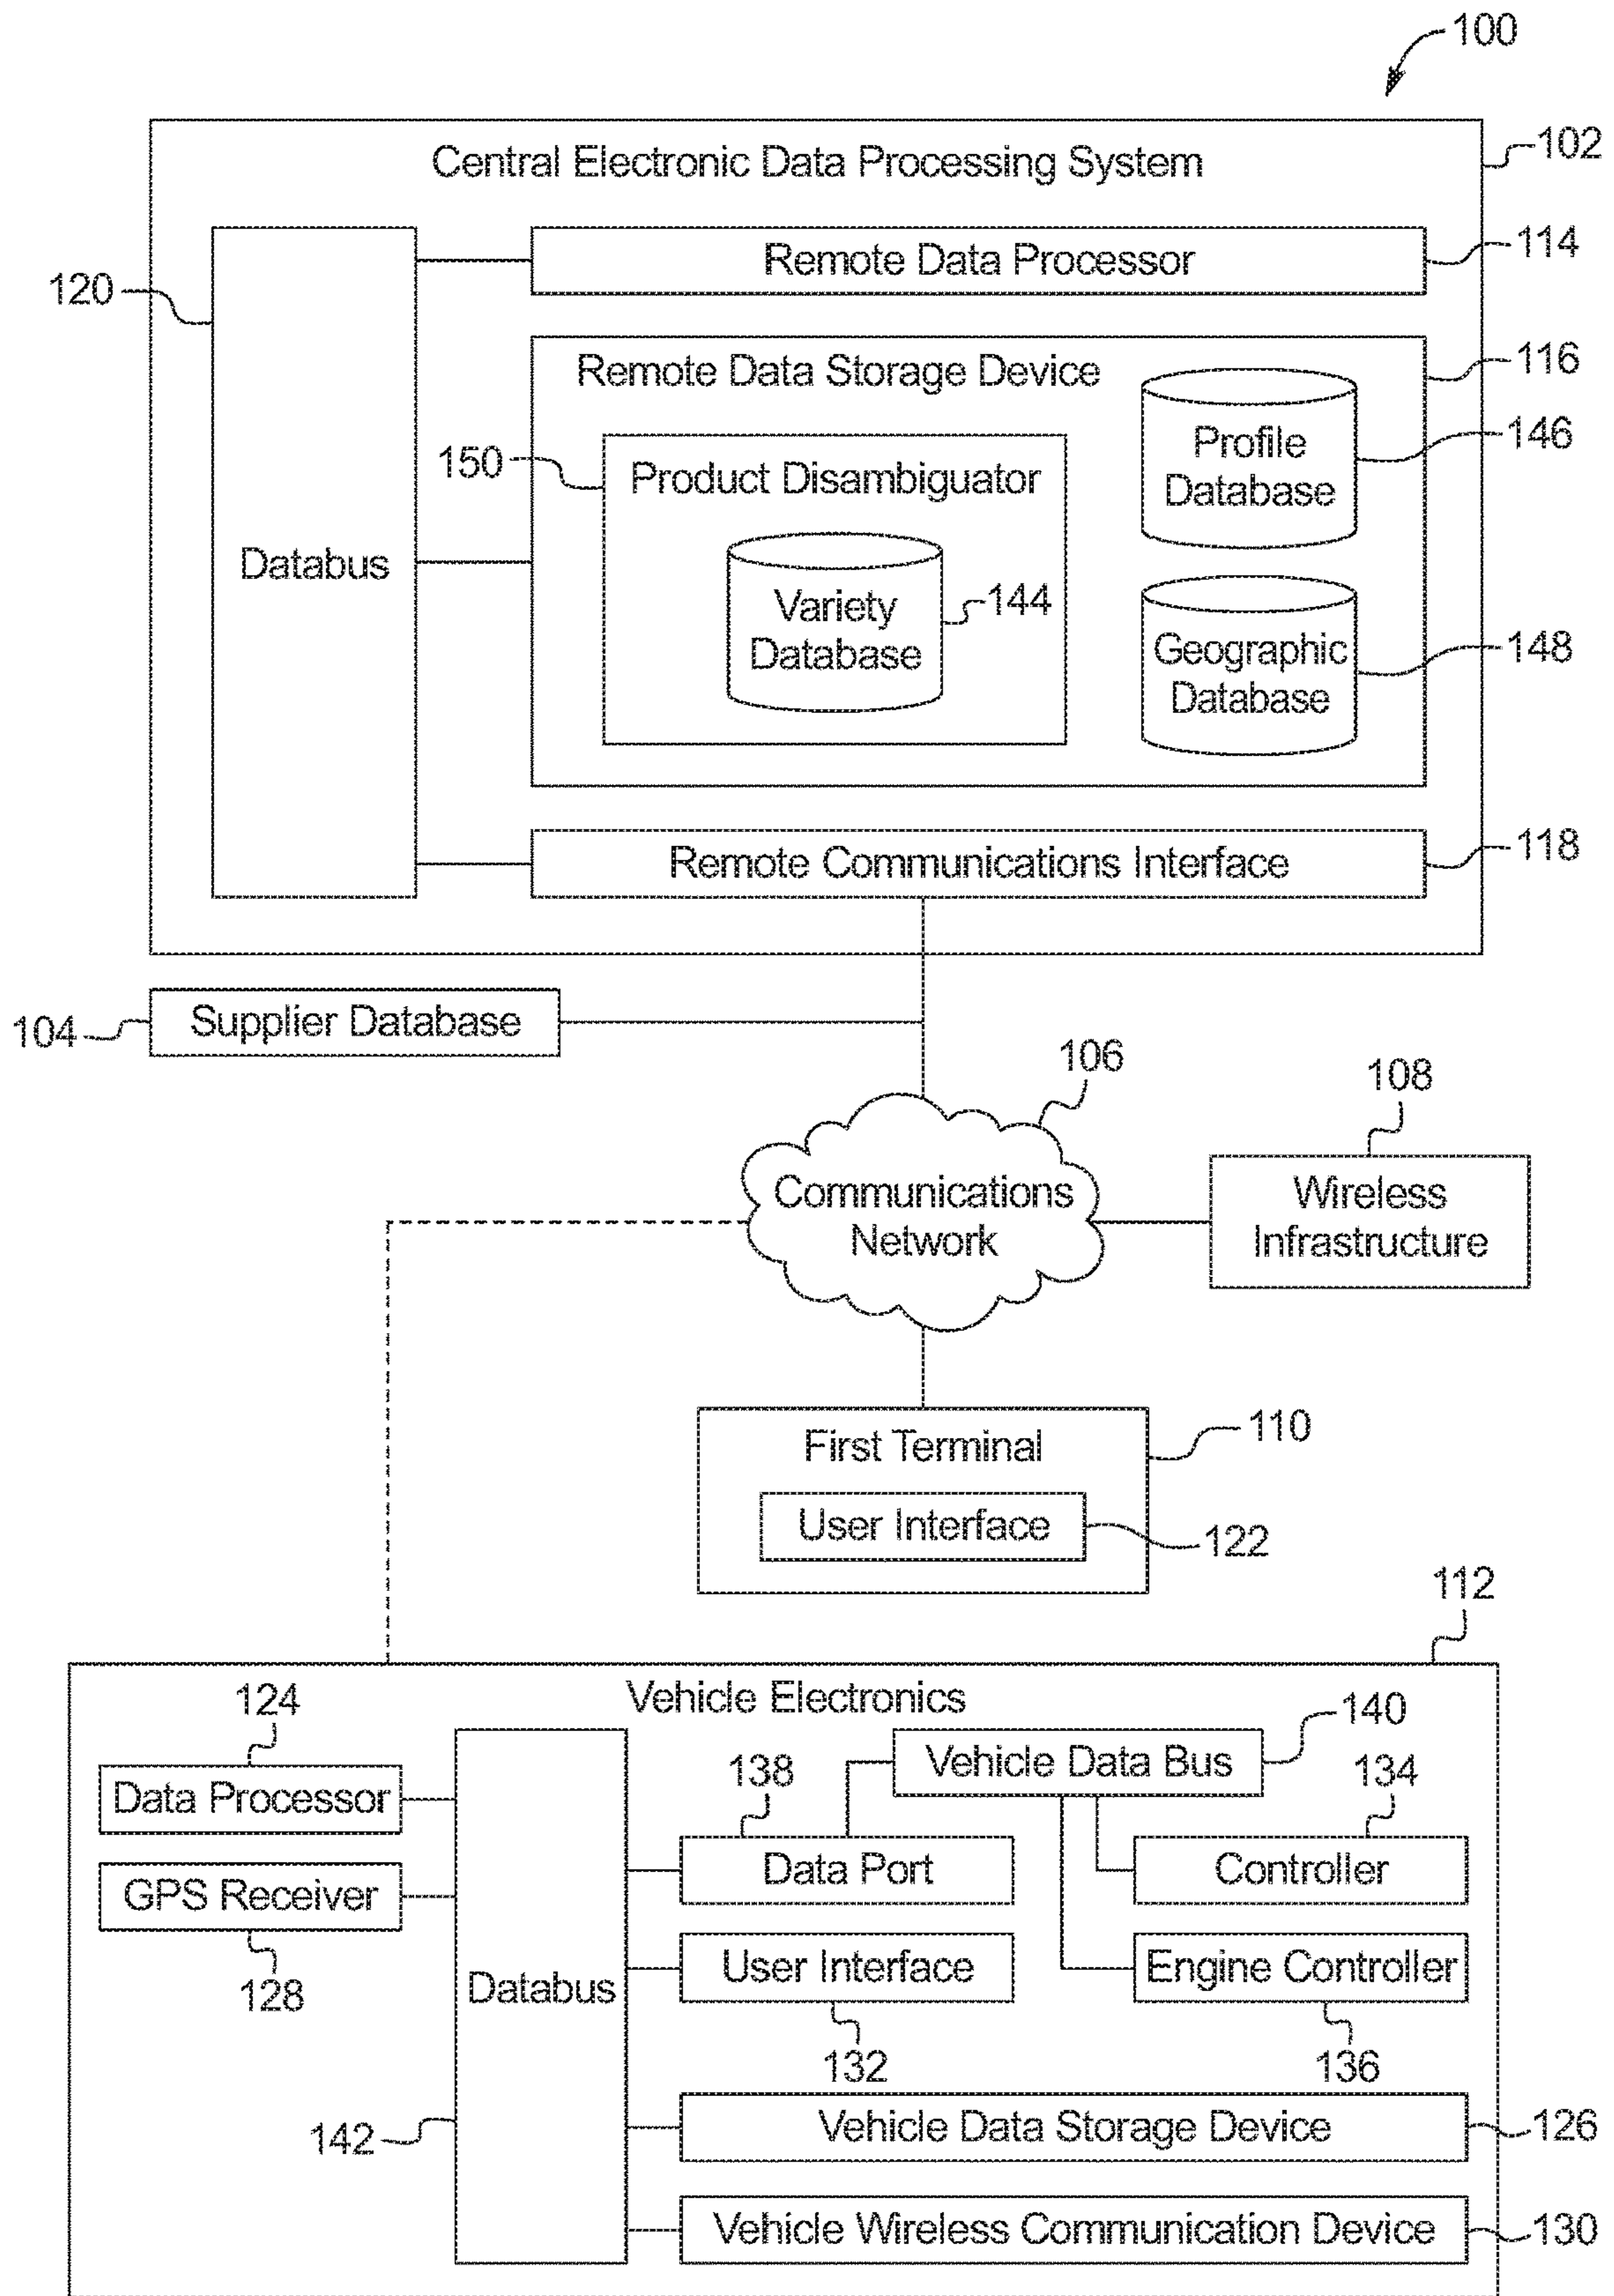 100
Central Electronic Data Processing System
102
Remote Data Processor
114
120
Remote Data Storage Device
116
Profile
Database
146
150
Product Disambiguator
Databus
Variety
Database
144
Geographic
Database
148
Remote Communications Interface
118
104
Supplier Database
106
108
Communications
Network
Wireless
Infrastructure
First Terminal
110
User Interface
122
112
Vehicle Electronics
124
Data Processor
GPS Receiver
128
Databus
142
138
Vehicle Data Bus
140
134
Data Port
Controller
User Interface
132
Engine Controller
136
Vehicle Data Storage Device
126
Vehicle Wireless Communication Device
130